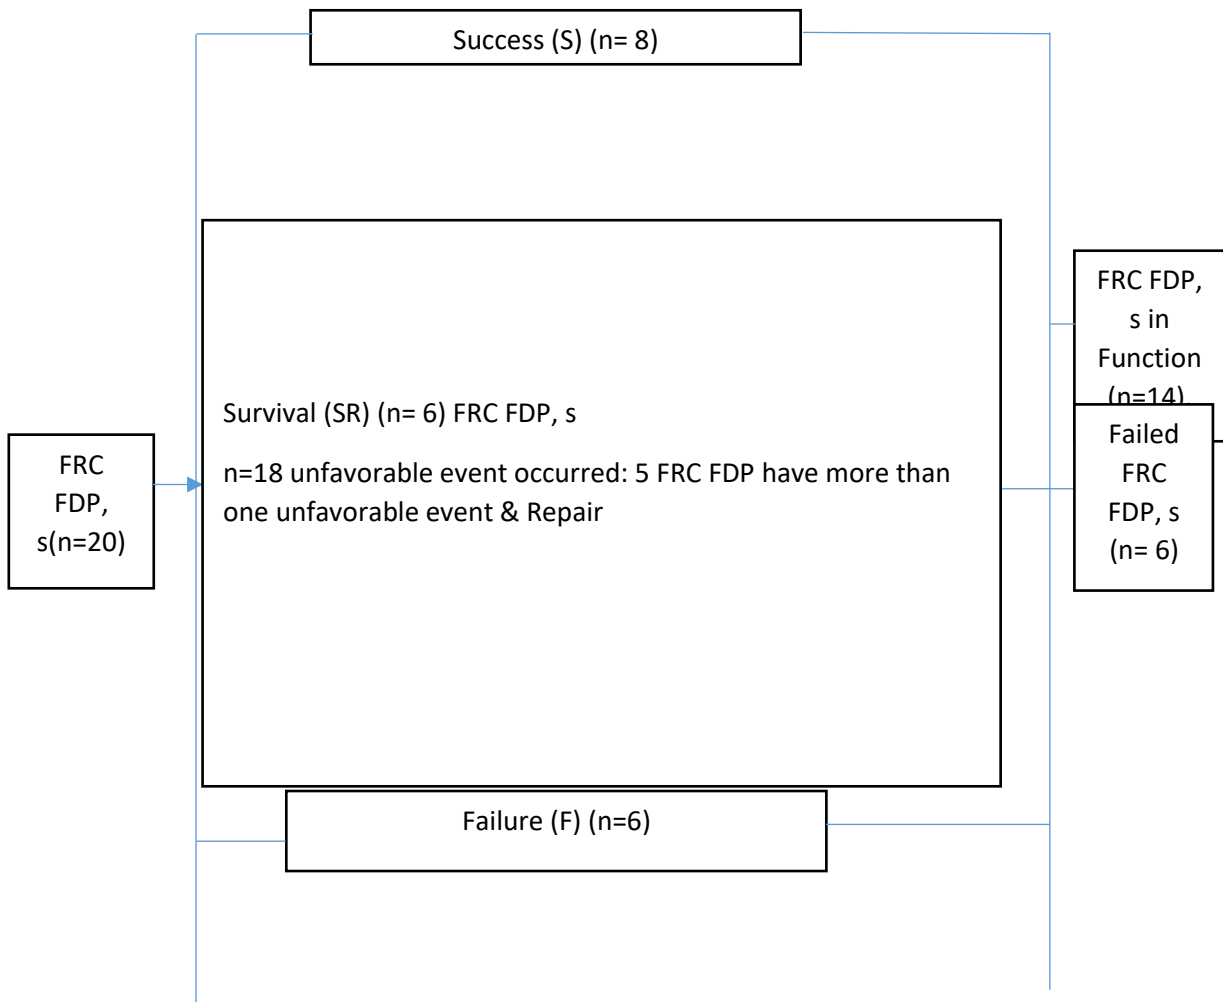 Success (S) (n= 8)
Survival (SR) (n= 6) FRC FDP, s
n=18 unfavorable event occurred: 5 FRC FDP have more than
one unfavorable event & Repair
FRC
FDP,
s(n=20)
FRC FDP,
s in
Function
(n=14)
Failed
FRC
FDP, s
(n= 6)
Failure (F) (n=6)